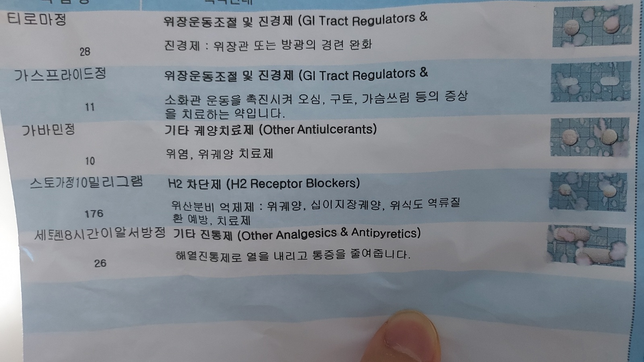 티로마정 위장운동조절 및 진경제 (GI Tract Regulators &
28 진경제 : 위장관 또는 방광의 경련 완화
가스프라이드정 위장운동조절 및 진경제 (GI Tract Regulators &
11 소화관 운동을 촉진시켜 오심, 구토, 가슴쓰림 등의 증상
을 치료하는 약입니다.
가바민정 기타 궤양치료제 (Other Antiulcerants)
10 위염, 위궤양 치료제
스토가정10밀리그램 H2 차단제 (H2 Receptor Blockers)
176 위산분비 억제제 : 위궤양, 십이지장궤양, 위식도 역류질
환 예방, 치료제
세토펜8시간이알서방정 기타 진통제 (Other Analgesics & Antipyretics)
26 해열진통제로 열을 내리고 통증을 줄여줍니다.